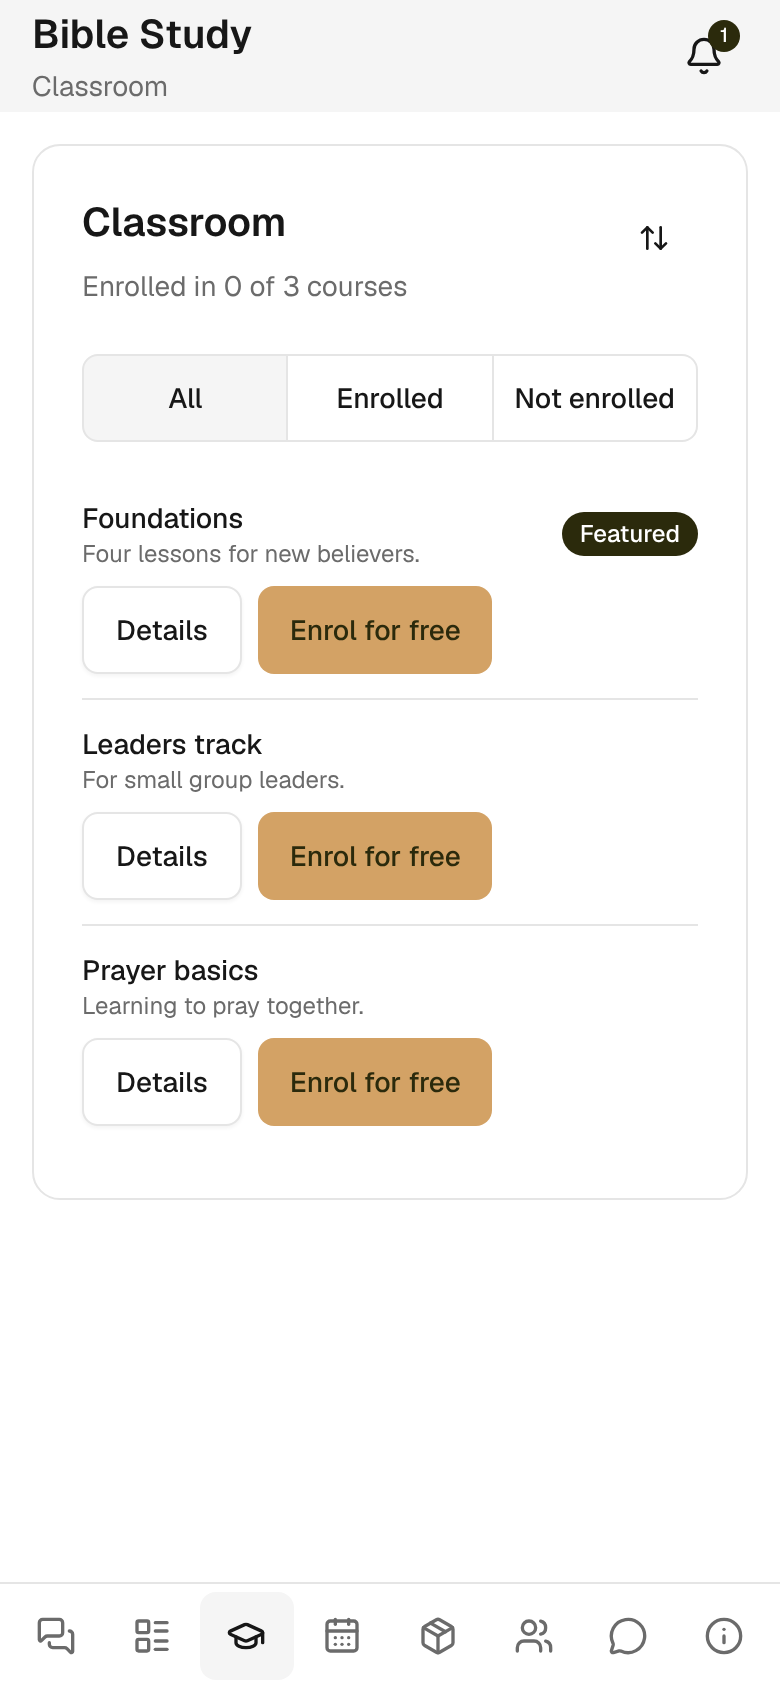 Bible Study
1
Classroom
Classroom
Enrolled in 0 of 3 courses
All
Enrolled
Not enrolled
Foundations
Featured
Four lessons for new believers.
Details
Enrol for free
Leaders track
For small group leaders.
Details
Enrol for free
Prayer basics
Learning to pray together.
Details
Enrol for free